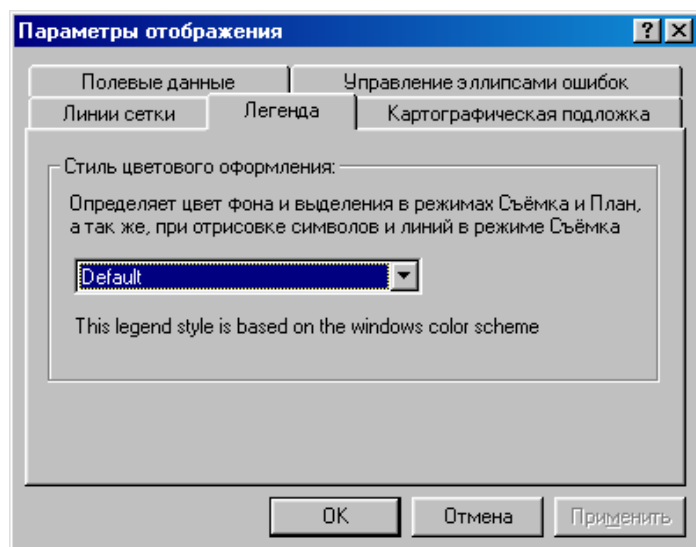 Параметры отображения
Полевые данные
Управление эллипсами ошибок
Линии сетки
Легенда
Картографическая подложка
Стиль цветового оформления:
Определяет цвет фона и выделения в режимах Съёмка и План,
а так же, при отрисовке символов и линий в режиме Съёмка
Default
This legend style is based on the windows color scheme
OK
Отмена
Применить